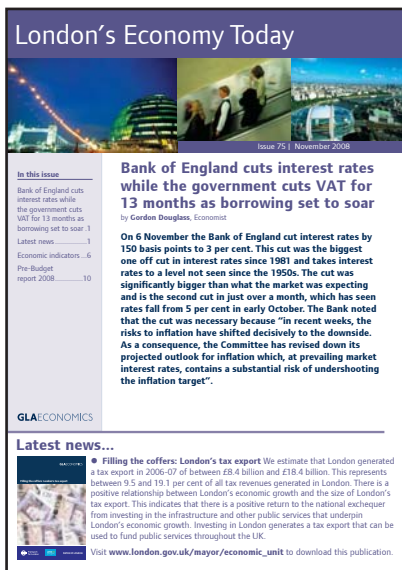 London's Economy Today
Issue 75 | November 2008
In this issue
Bank of England cuts
interest rates while
the government cuts
VAT for 13 months as
borrowing set to soar .1
Latest news..............1
Economic indicators ..6
Pre-Budget
report 2008.............10
GLAECONOMICS
Bank of England cuts interest rates
while the government cuts VAT for
13 months as borrowing set to soar
by Gordon Douglass, Economist
On 6 November the Bank of England cut interest rates by
150 basis points to 3 per cent. This cut was the biggest
one off cut in interest rates since 1981 and takes interest
rates to a level not seen since the 1950s. The cut was
significantly bigger than what the market was expecting
and is the second cut in just over a month, which has seen
rates fall from 5 per cent in early October. The Bank noted
that the cut was necessary because "in recent weeks, the
risks to inflation have shifted decisively to the downside.
As a consequence, the Committee has revised down its
projected outlook for inflation which, at prevailing market
interest rates, contains a substantial risk of undershooting
the inflation target".
Latest news...
● Filling the coffers: London's tax export We estimate that London generated
a tax export in 2006-07 of between £8.4 billion and £18.4 billion. This represents
between 9.5 and 19.1 per cent of all tax revenues generated in London. There is a
positive relationship between London's economic growth and the size of London's
tax export. This indicates that there is a positive return to the national exchequer
from investing in the infrastructure and other public services that underpin
London's economic growth. Investing in London generates a tax export that can be
used to fund public services throughout the UK.
Visit www.london.gov.uk/mayor/economic_unit to download this publication.